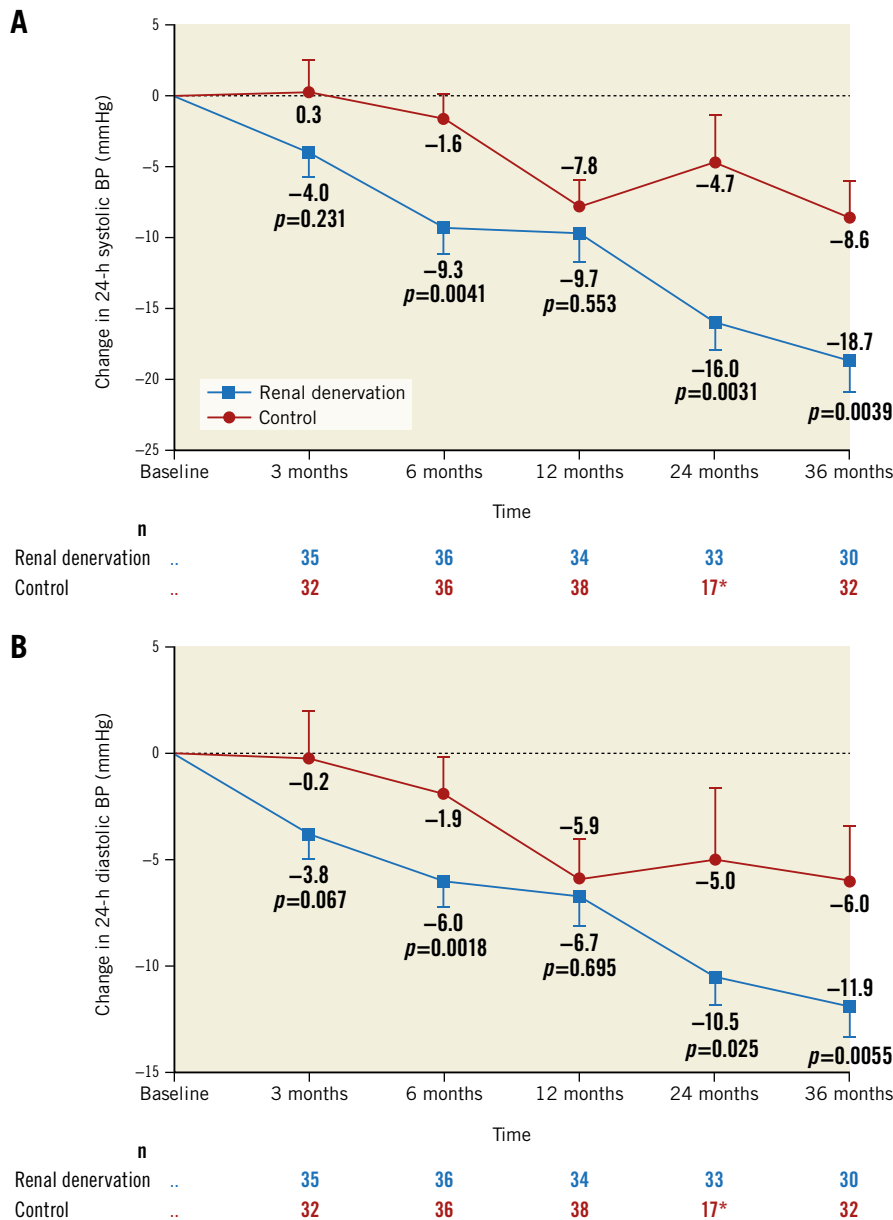 A
Change in 24-h systolic BP (mmHg)
5
0
–5
–10
–15
–20
–25
0.3
–1.6
–7.8
–4.7
–8.6
–4.0
p=0.231
–9.3
p=0.0041
–9.7
p=0.553
–16.0
p=0.0031
–18.7
p=0.0039
Renal denervation
Control
Baseline 3 months 6 months 12 months 24 months 36 months
Time
n
Renal denervation .. 35 36 34 33 30
Control .. 32 36 38 17* 32
B
Change in 24-h diastolic BP (mmHg)
5
0
–5
–10
–15
–0.2
–1.9
–5.9
–5.0
–6.0
–3.8
p=0.067
–6.0
p=0.0018
–6.7
p=0.695
–10.5
p=0.025
–11.9
p=0.0055
Baseline 3 months 6 months 12 months 24 months 36 months
Time
n
Renal denervation .. 35 36 34 33 30
Control .. 32 36 38 17* 32